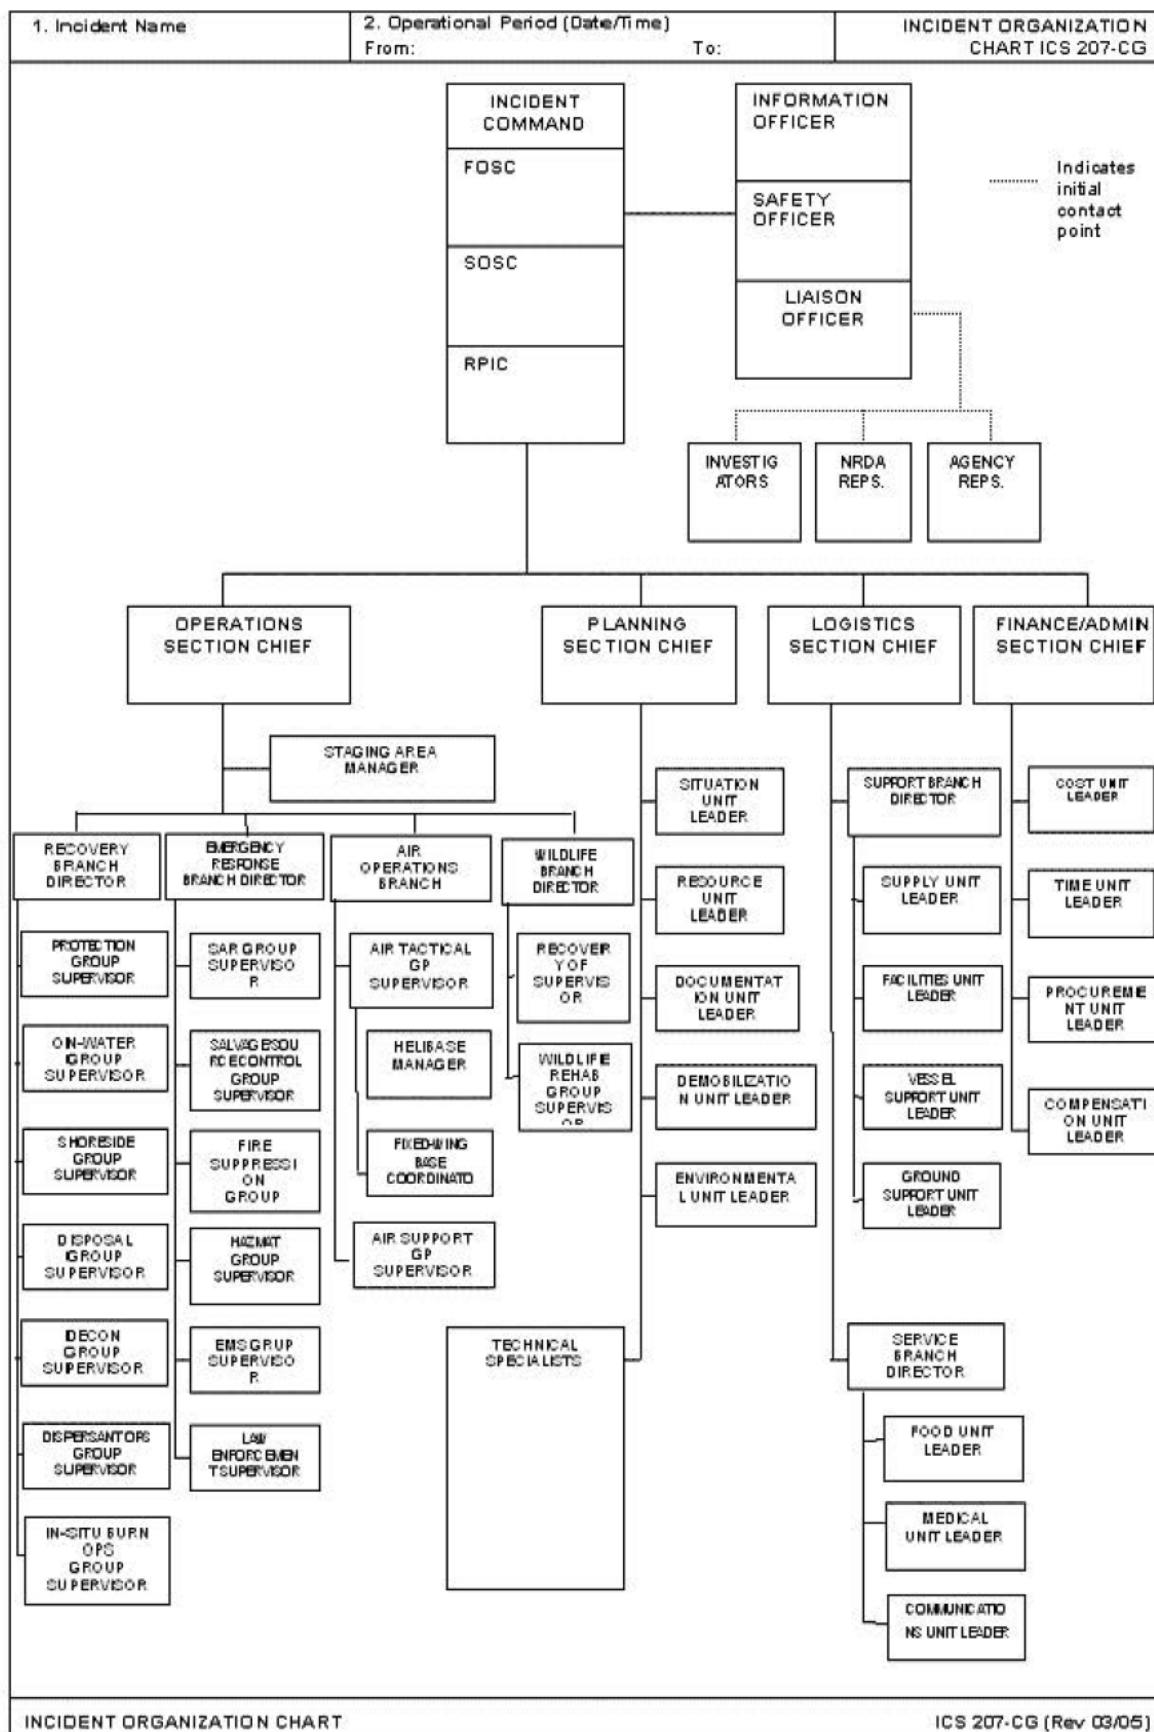 1. Incident Name
2. Operational Period (Date/Time)
From: To:
INCIDENT ORGANIZATION
CHART ICS 207-CG
INCIDENT
COMMAND
FOSC
SOSC
RPIC
INFORMATION
OFFICER
SAFETY
OFFICER
LIAISON
OFFICER
Indicates
initial
contact
point
INVESTIG
ATORS
NRDA
REPS.
AGENCY
REPS.
OPERATIONS
SECTION CHIEF
PLANNING
SECTION CHIEF
LOGISTICS
SECTION CHIEF
FINANCE/ADMIN
SECTION CHIEF
STAGING AREA
MANAGER
RECOVERY
BRANCH
DIRECTOR
EMERGENCY
RESPONSE
BRANCH DIRECTOR
AIR
OPERATIONS
BRANCH
WILDLIFE
BRANCH
DIRECTOR
PROTECTION
GROUP
SUPERVISOR
ON-WATER
GROUP
SUPERVISOR
SHORESIDE
GROUP
SUPERVISOR
DISPOSAL
GROUP
SUPERVISOR
DECON
GROUP
SUPERVISOR
DISPERSANT OPS
GROUP
SUPERVISOR
IN-SITU BURN
OPS
GROUP
SUPERVISOR
SAR GROUP
SUPERVISO
R
SALVAGE/SOU
RCE CONTROL
GROUP
SUPERVISOR
FIRE
SUPPRESSI
ON
GROUP
HAZMAT
GROUP
SUPERVISOR
EMS GRUP
SUPERVISO
R
LAW
ENFORCEMEN
T SUPERVISOR
AIR TACTICAL
GP
SUPERVISOR
HELIBASE
MANAGER
FIXED-WING
BASE
COORDINATO
AIR SUPPORT
GP
SUPERVISOR
RECOVER
Y OF
SUPERVIS
OR
WILDLIFE
REHAB
GROUP
SUPERVIS
OR
SITUATION
UNIT
LEADER
RESOURCE
UNIT
LEADER
DOCUMENTAT
ION UNIT
LEADER
DEMOBILIZATIO
N UNIT LEADER
ENVIRONMENTA
L UNIT LEADER
TECHNICAL
SPECIALISTS
SUPPORT BRANCH
DIRECTOR
SUPPLY UNIT
LEADER
FACILITIES UNIT
LEADER
VESSEL
SUPPORT UNIT
LEADER
GROUND
SUPPORT UNIT
LEADER
SERVICE
BRANCH
DIRECTOR
FOOD UNIT
LEADER
MEDICAL
UNIT LEADER
COMMUNICATIO
NS UNIT LEADER
COST UNIT
LEADER
TIME UNIT
LEADER
PROCUREME
NT UNIT
LEADER
COMPENSATI
ON UNIT
LEADER
INCIDENT ORGANIZATION CHART
ICS 207-CG (Rev 03/05)